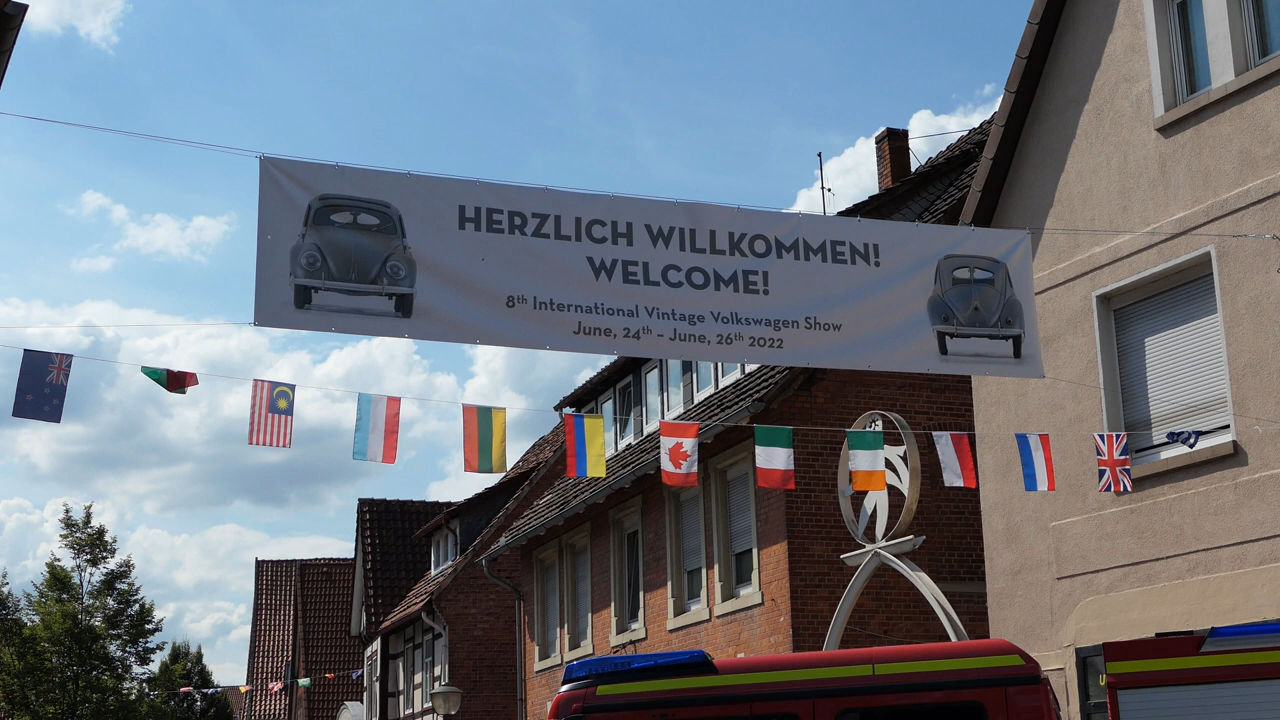 HERZLICH WILLKOMMEN!
WELCOME!
8th International Vintage Volkswagen Show
June, 24th – June, 26th 2022